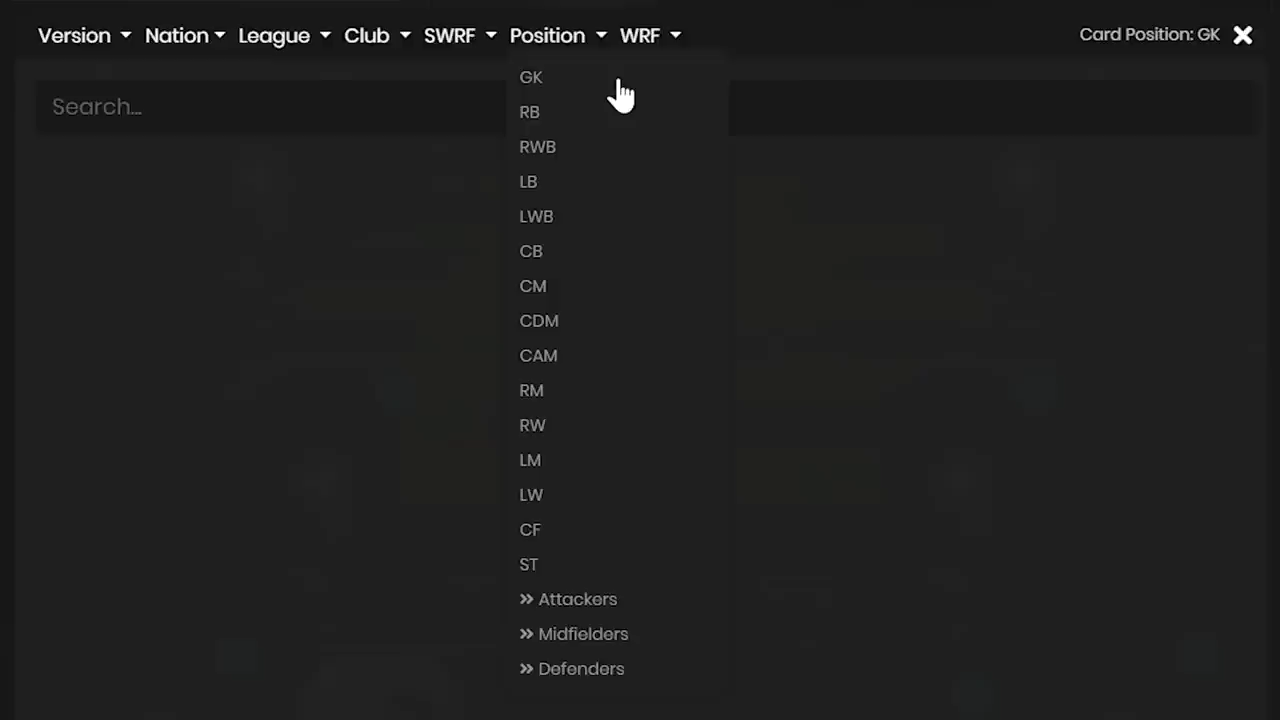 Version Nation League Club SWRF Position WRF Card Position: GK
Search...
GK
RB
RWB
LB
LWB
CB
CM
CDM
CAM
RM
RW
LM
LW
CF
ST
» Attackers
» Midfielders
» Defenders